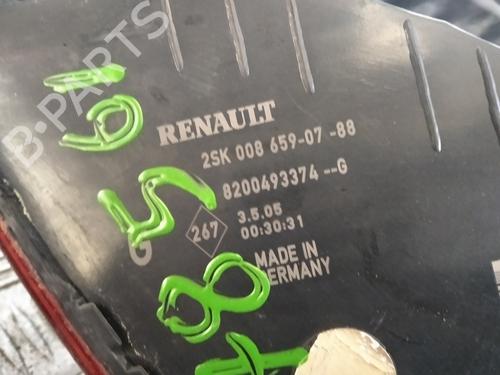 B-PARTS
RENAULT
2SK 008 659-07 -88
8200493374 --G
267
3.5.05
00:30:31
G
MADE IN
GERMANY